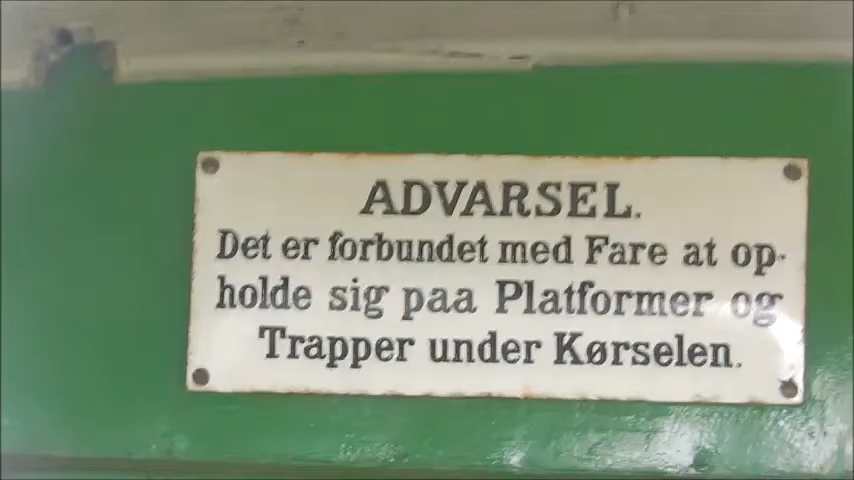 ADVARSEL.
Det er forbundet med Fare at op-
holde sig paa Platformer og
Trapper under Kørselen.